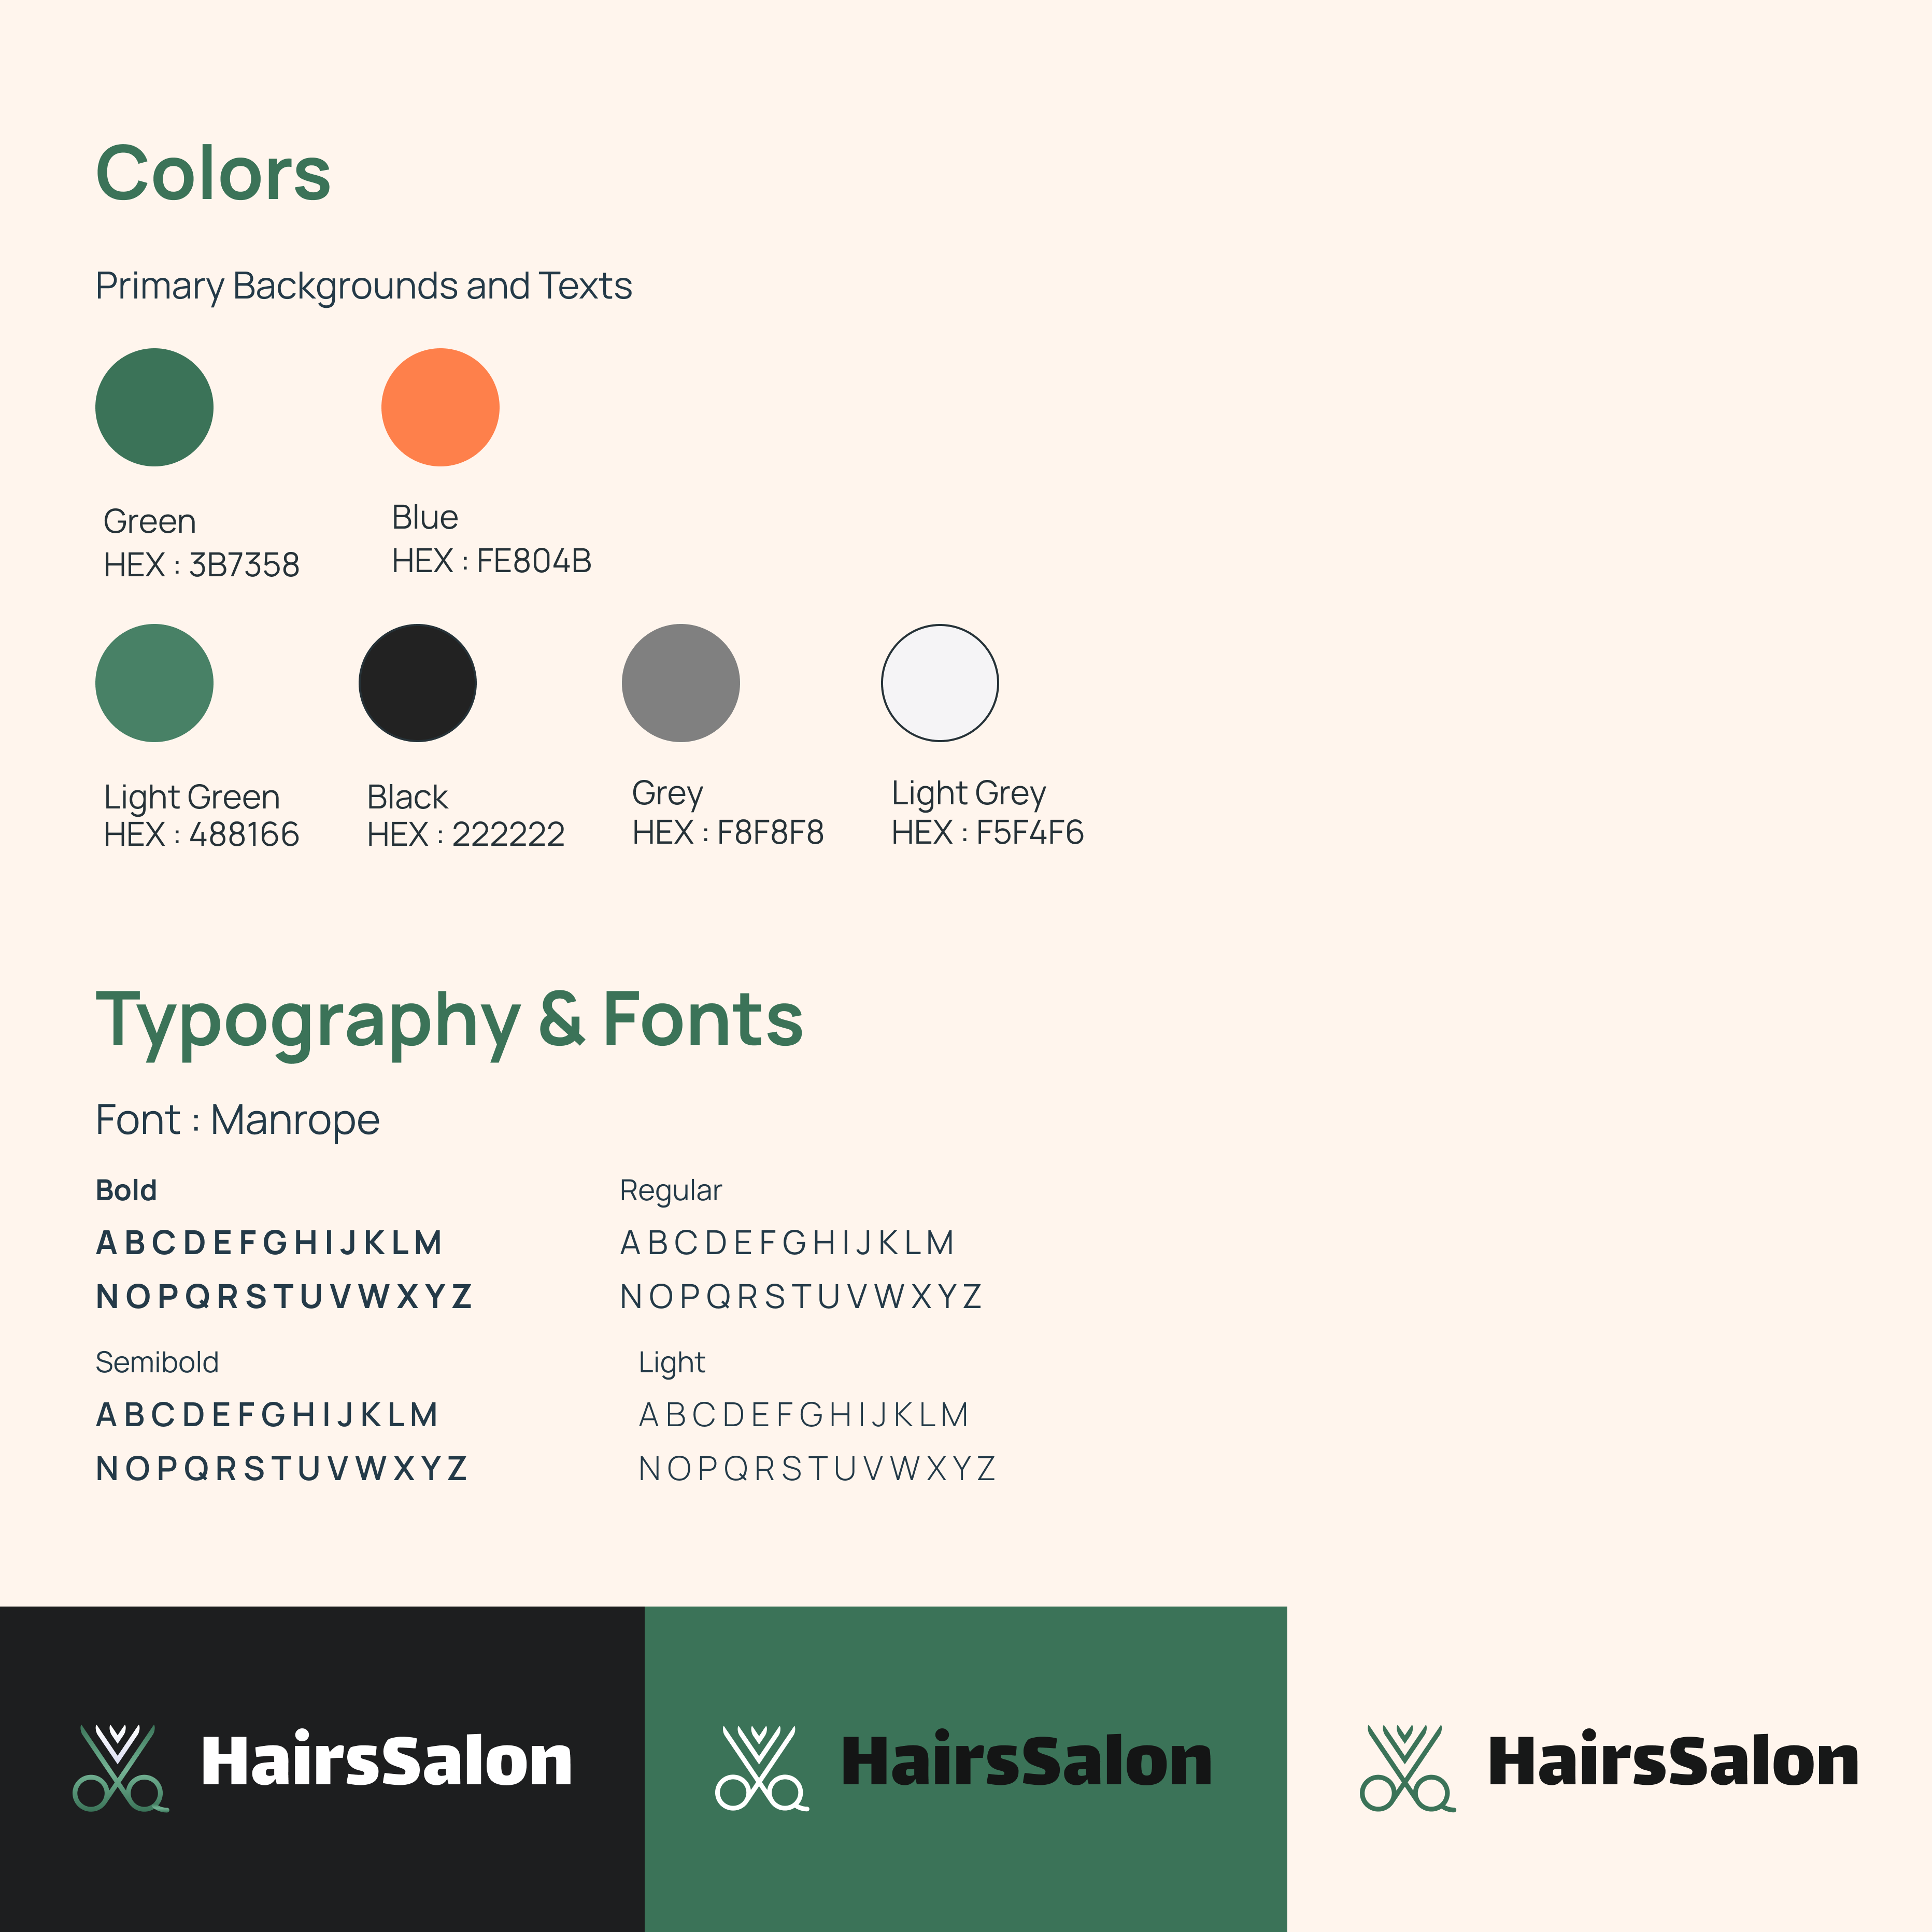 Colors
Primary Backgrounds and Texts
Green
HEX : 3B7358
Blue
HEX : FE804B
Light Green
HEX : 488166
Black
HEX : 222222
Grey
HEX : F8F8F8
Light Grey
HEX : F5F4F6
Typography & Fonts
Font : Manrope
Bold
A B C D E F G H I J K L M
N O P Q R S T U V W X Y Z
Regular
A B C D E F G H I J K L M
N O P Q R S T U V W X Y Z
Semibold
A B C D E F G H I J K L M
N O P Q R S T U V W X Y Z
Light
A B C D E F G H I J K L M
N O P Q R S T U V W X Y Z
HairsSalon
HairsSalon
HairsSalon